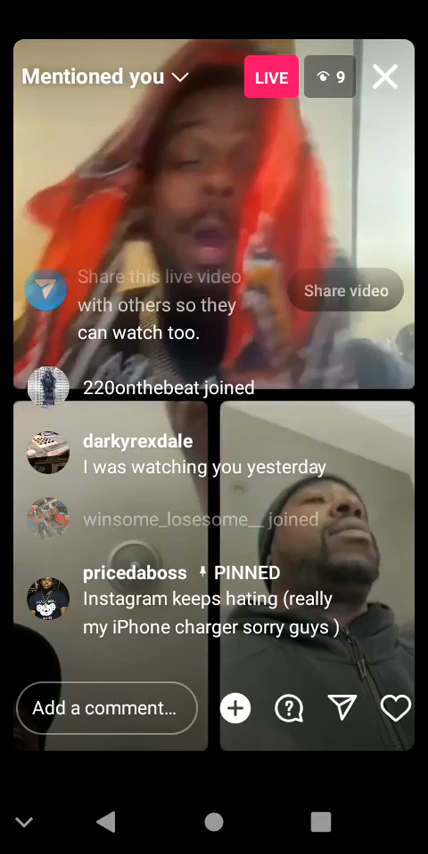 Mentioned you
LIVE
9
Share this live video
with others so they
can watch too.
Share video
220onthebeat joined
darkyrexdale
I was watching you yesterday
winsome_losesome__ joined
pricedaboss PINNED
Instagram keeps hating (really
my iPhone charger sorry guys )
Add a comment...